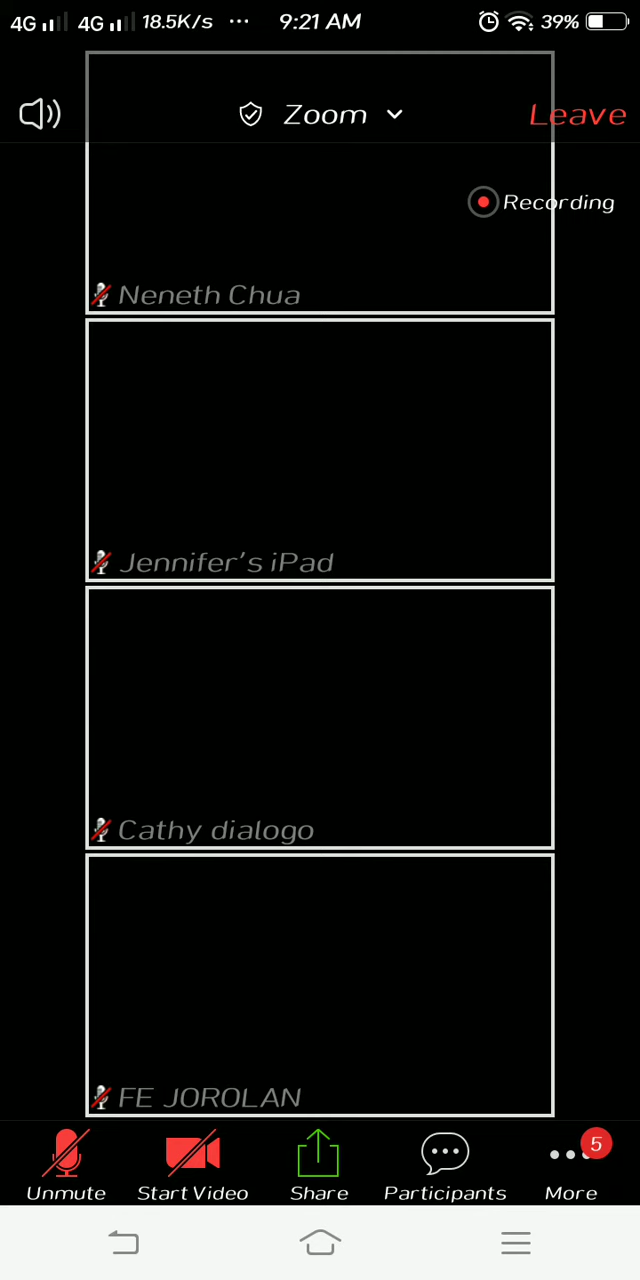 4G 4G 18.5K/s ... 9:21 AM 39%
Zoom Leave
Recording
Neneth Chua
Jennifer's iPad
Cathy dialogo
FE JOROLAN
5
Unmute Start Video Share Participants More